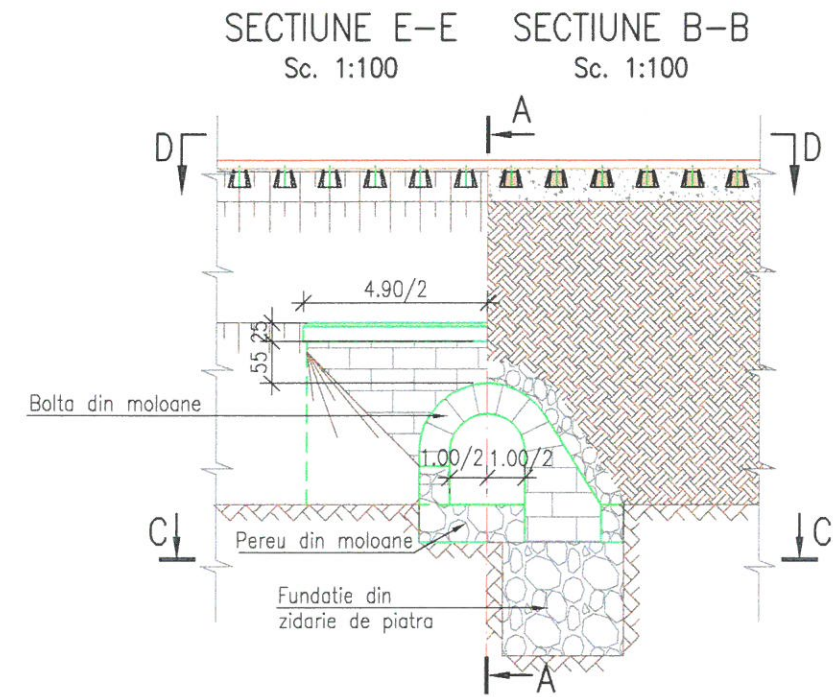 SECTIUNE E-E
Sc. 1:100
SECTIUNE B-B
Sc. 1:100
A
D
D
4.90/2
25
55
Bolta din moloane
1.00/2
1.00/2
C
C
Pereu din moloane
Fundatie din
zidarie de piatra
A